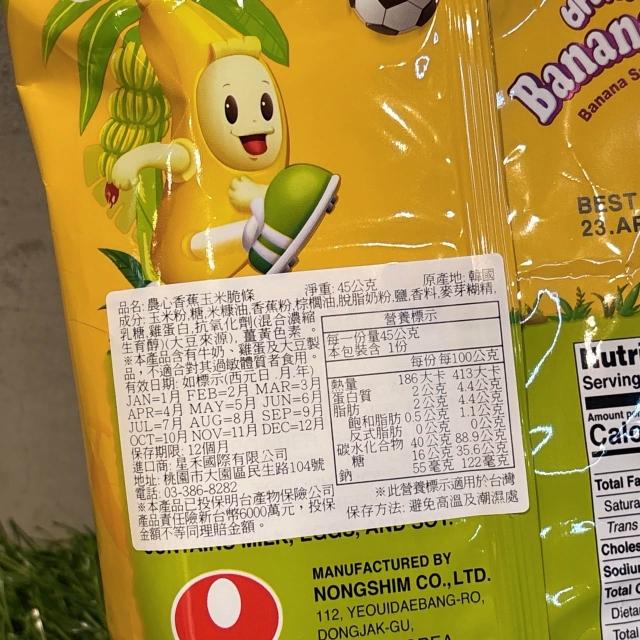 Banan
Banana S
BEST
23.AP
品名: 農心香蕉玉米脆條 淨重: 45公克 原產地: 韓國
成分: 玉米粉,糖,米糠油,香蕉粉,棕櫚油,脫脂奶粉,鹽,香料,麥芽糊精,
乳糖,雞蛋白,抗氧化劑(混合濃縮
生育醇)(大豆來源),薑黃色素。
※本產品含有牛奶、雞蛋及大豆製
品,不適合對其過敏體質者食用。
有效日期: 如標示(西元日.月.年)
JAN=1月 FEB=2月 MAR=3月
APR=4月 MAY=5月 JUN=6月
JUL=7月 AUG=8月 SEP=9月
OCT=10月 NOV=11月 DEC=12月
保存期限: 12個月
進口商: 星禾國際有限公司
地址: 桃園市大園區民生路104號
電話: 03-386-8282
※本產品已投保明台產物保險公司
產品責任險新台幣6000萬元，投保
金額不等同理賠金額。
營養標示
每一份量45公克
本包裝含 1份
每份 每100公克
熱量 186大卡 413大卡
蛋白質 2公克 4.4公克
脂肪 2公克 4.4公克
飽和脂肪 0.5公克 1.1公克
反式脂肪 0公克 0公克
碳水化合物 40公克 88.9公克
糖 16公克 35.6公克
鈉 55毫克 122毫克
※此營養標示適用於台灣
保存方法: 避免高溫及潮濕處
CONTAINS MILK, EGGS, AND SOY.
MANUFACTURED BY
NONGSHIM CO., LTD.
112, YEOUIDAEBANG-RO,
DONGJAK-GU,
KOREA
Nutri
Serving
Amount pe
Calo
Total Fa
Satura
Trans
Choles
Sodiu
Total C
Dieta
Total